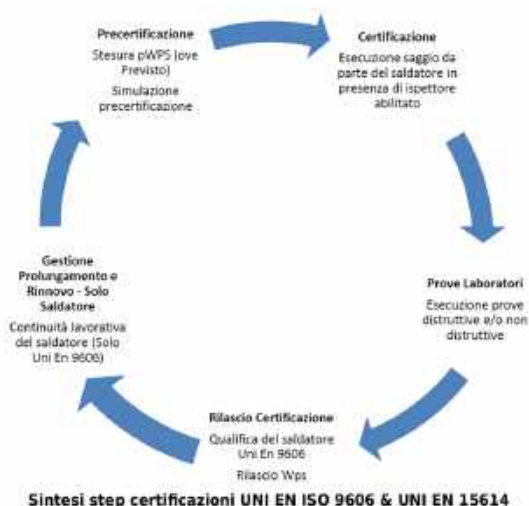 Precertificazione
Stesura pWPS (ove
Previsto)
Simulazione
precertificazione
Certificazione
Esecuzione saggio da
parte del saldatore in
presenza di ispettore
abilitato
Prove Laboratori
Esecuzione prove
distruttive e/o non
distruttive
Rilascio Certificazione
Qualifica del saldatore
Uni En 9606
Rilascio Wps
Gestione
Prolungamento e
Rinnovo - Solo
Saldatore
Continuità lavorativa
del saldatore (Solo
Uni En 9606)
Sintesi step certificazioni UNI EN ISO 9606 & UNI EN 15614